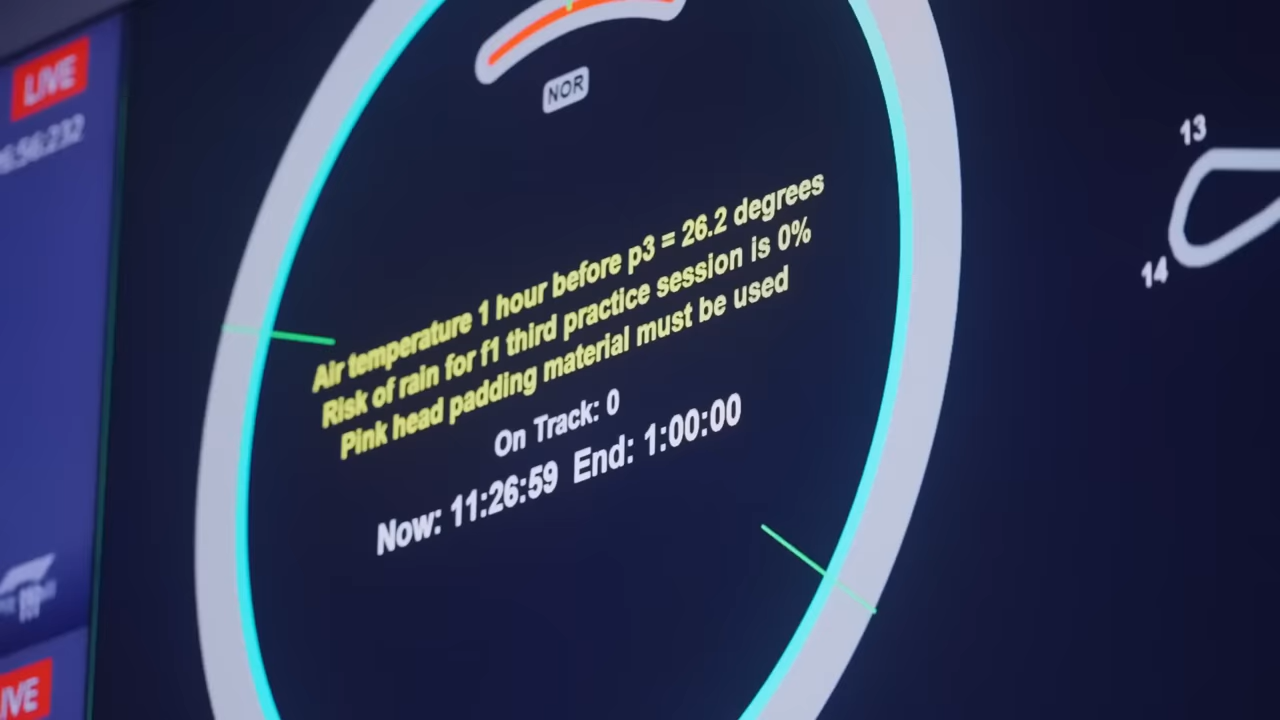 LIVE
NOR
13
14
Air temperature 1 hour before p3 = 26.2 degrees
Risk of rain for f1 third practice session is 0%
Pink head padding material must be used
On Track: 0
Now: 11:26:59 End: 1:00:00